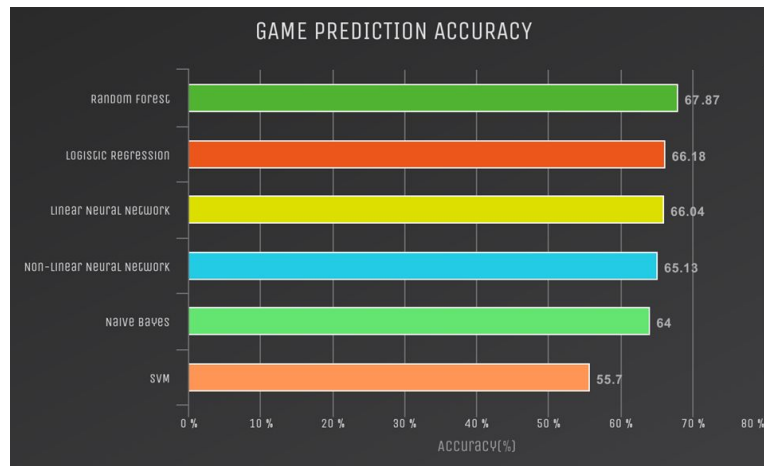 GAME PREDICTION ACCURACY
Random Forest
67.87
Logistic Regression
66.18
Linear Neural Network
66.04
Non-Linear Neural Network
65.13
Naive Bayes
64
SVM
55.7
0 % 10 % 20 % 30 % 40 % 50 % 60 % 70 % 80 %
Accuracy(%)